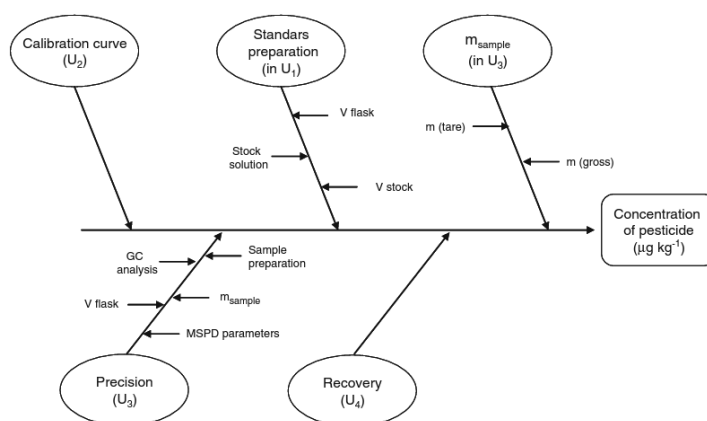 Calibration curve
(U2)
Standars
preparation
(in U1)
msample
(in U3)
V flask
Stock
solution
V stock
m (tare)
m (gross)
Concentration
of pesticide
(µg kg-1)
GC
analysis
Sample
preparation
V flask
msample
MSPD parameters
Precision
(U3)
Recovery
(U4)